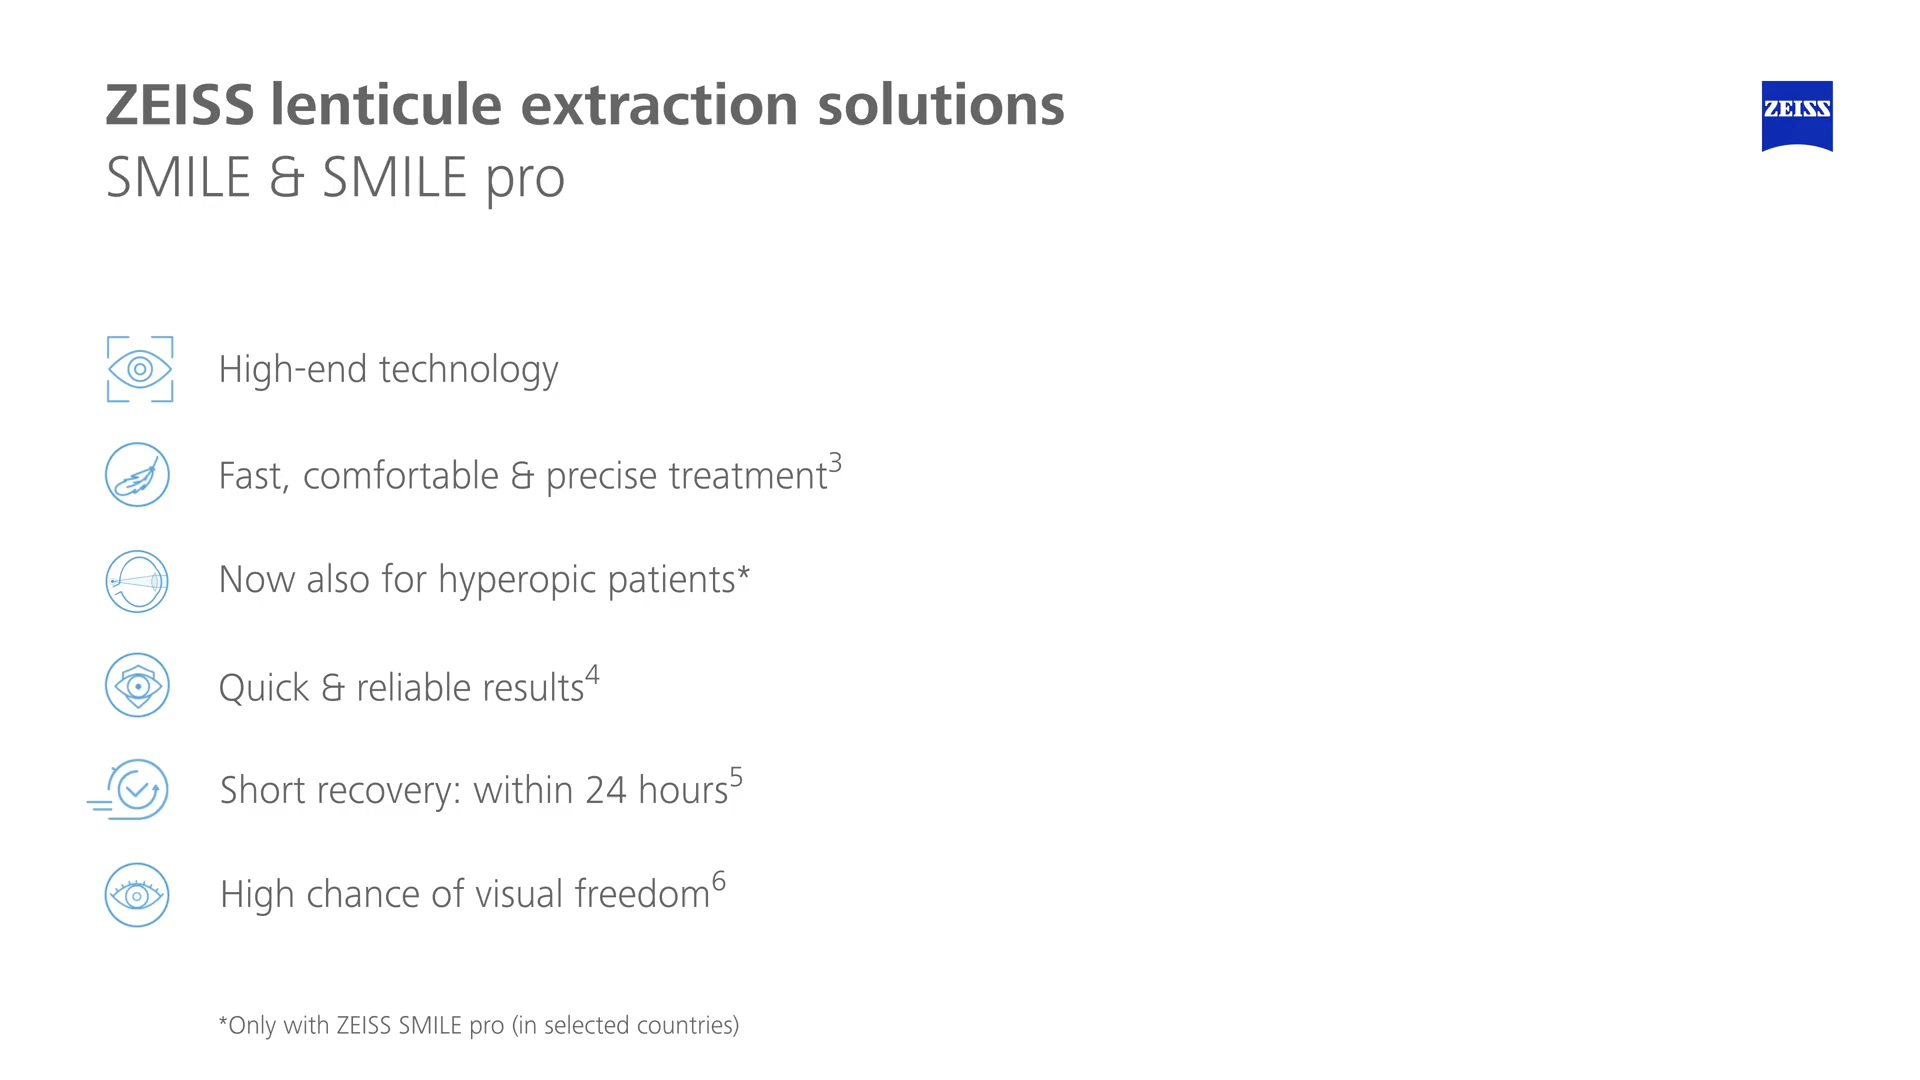 ZEISS lenticule extraction solutions
ZEISS
SMILE & SMILE pro
High-end technology
Fast, comfortable & precise treatment³
Now also for hyperopic patients*
Quick & reliable results⁴
Short recovery: within 24 hours⁵
High chance of visual freedom⁶
*Only with ZEISS SMILE pro (in selected countries)